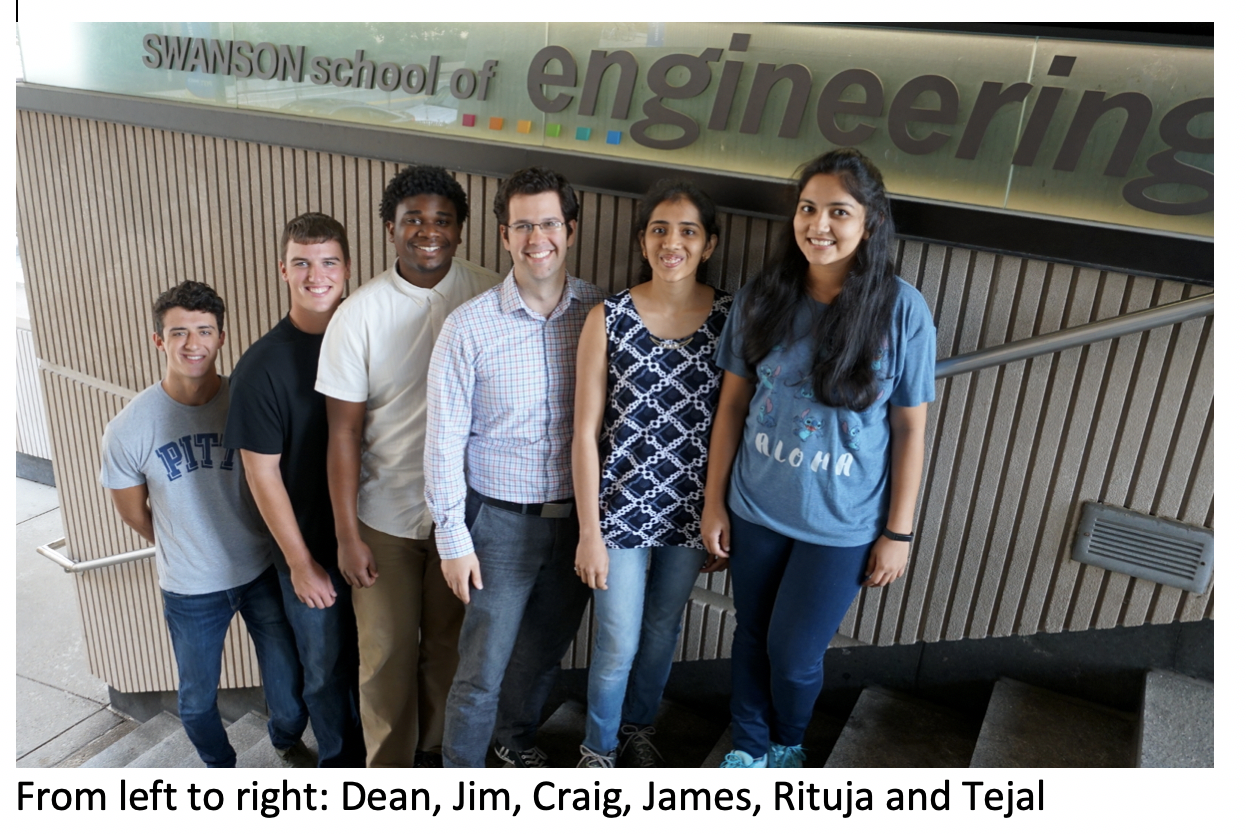 SWANSON school of engineering
PITT
ALOHA
From left to right: Dean, Jim, Craig, James, Rituja and Tejal